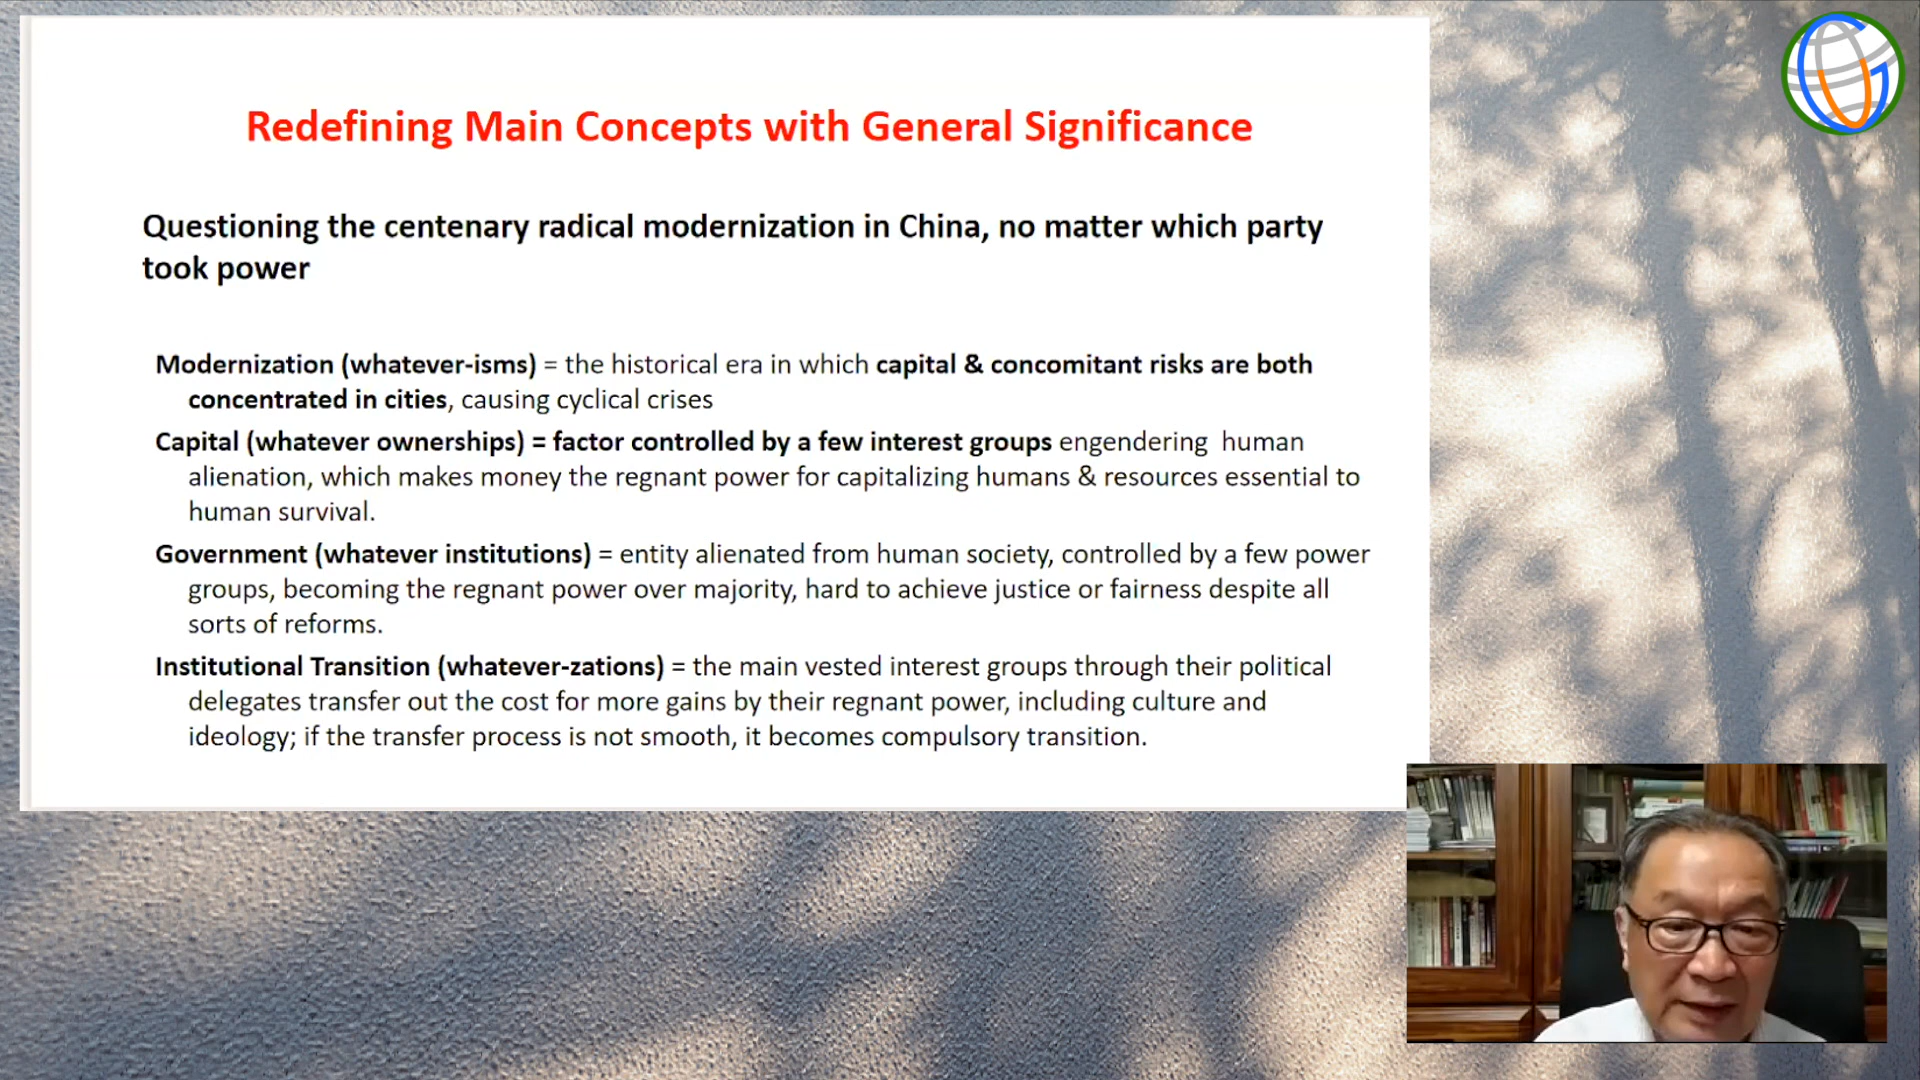 Redefining Main Concepts with General Significance
Questioning the centenary radical modernization in China, no matter which party
took power
Modernization (whatever-isms) = the historical era in which capital & concomitant risks are both
concentrated in cities, causing cyclical crises
Capital (whatever ownerships) = factor controlled by a few interest groups engendering  human
alienation, which makes money the regnant power for capitalizing humans & resources essential to
human survival.
Government (whatever institutions) = entity alienated from human society, controlled by a few power
groups, becoming the regnant power over majority, hard to achieve justice or fairness despite all
sorts of reforms.
Institutional Transition (whatever-zations) = the main vested interest groups through their political
delegates transfer out the cost for more gains by their regnant power, including culture and
ideology; if the transfer process is not smooth, it becomes compulsory transition.